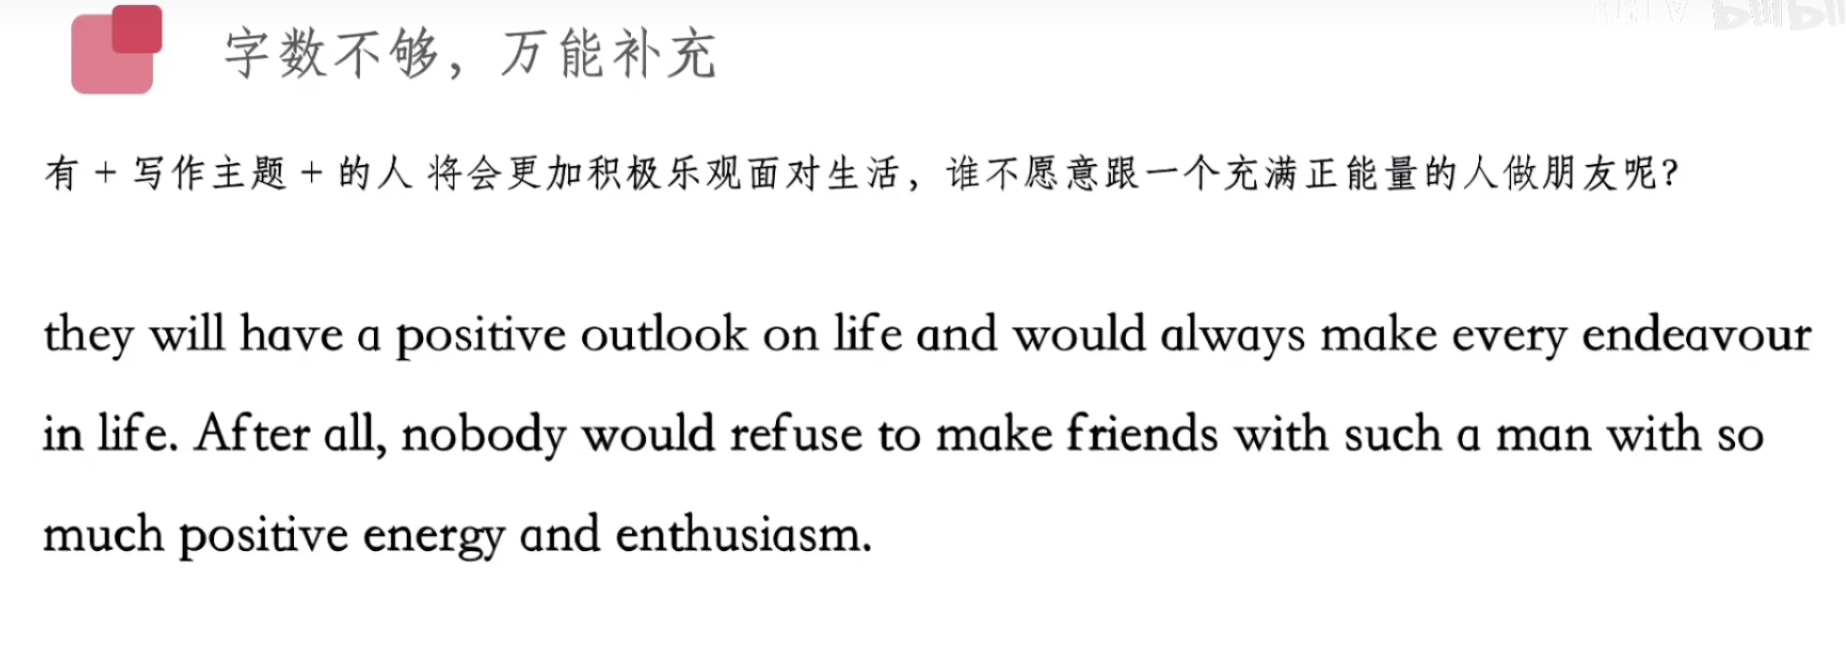 字数不够，万能补充
有 + 写作主题 + 的人 将会更加积极乐观面对生活，谁不愿意跟一个充满正能量的人做朋友呢？
they will have a positive outlook on life and would always make every endeavour
in life. After all, nobody would refuse to make friends with such a man with so
much positive energy and enthusiasm.